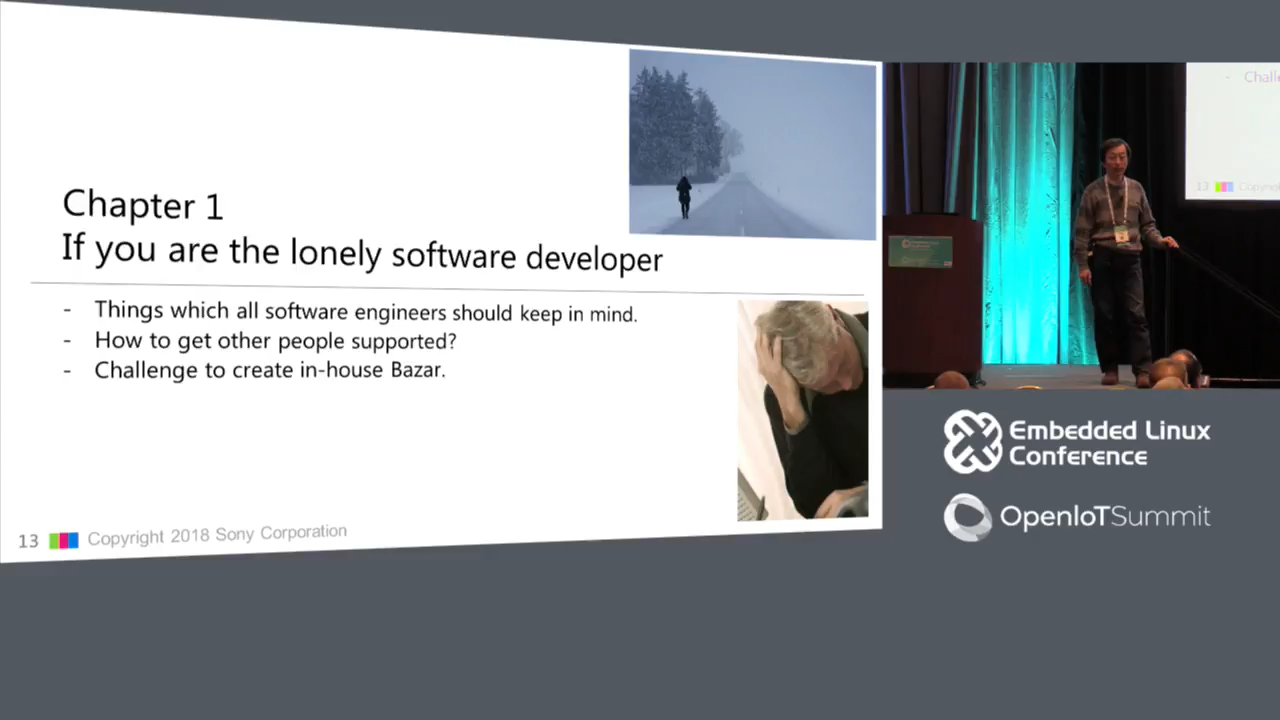 Chapter 1
If you are the lonely software developer
- Things which all software engineers should keep in mind.
- How to get other people supported?
- Challenge to create in-house Bazar.
13 Copyright 2018 Sony Corporation
- Chall
13
Embedded Linux
Conference
OpenIoTSummit